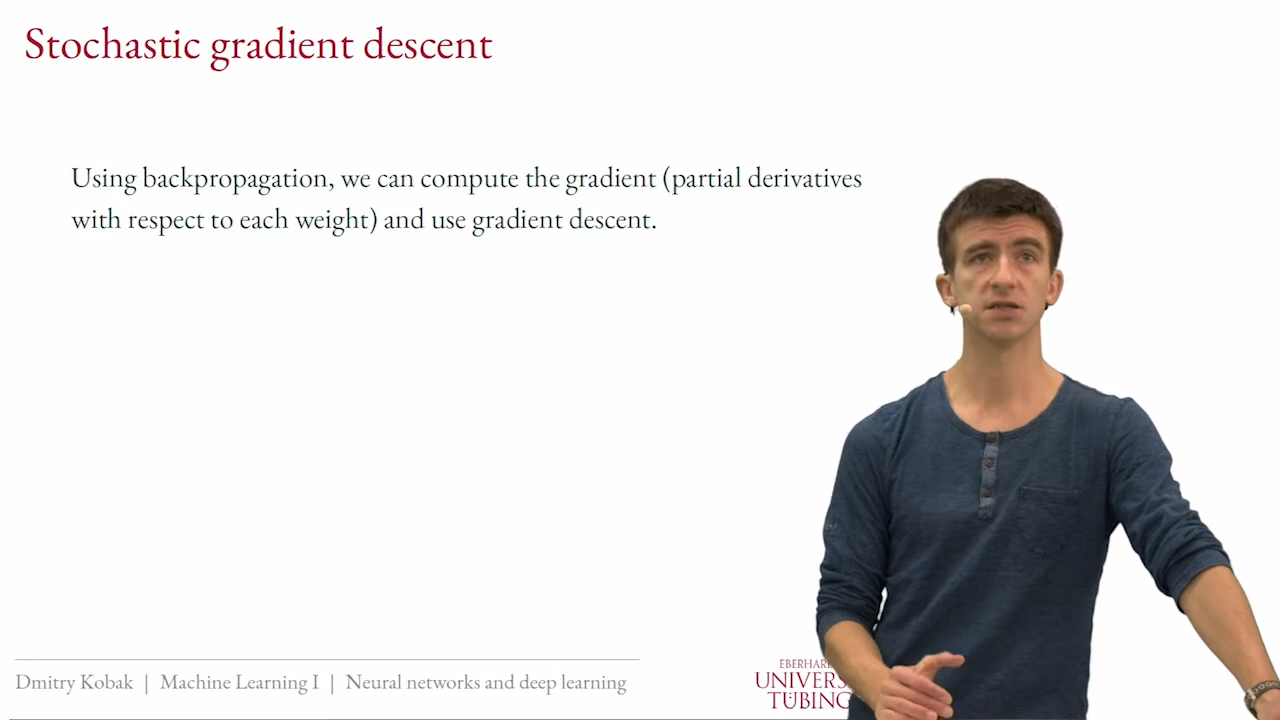 Stochastic gradient descent
Using backpropagation, we can compute the gradient (partial derivatives
with respect to each weight) and use gradient descent.
Dmitry Kobak | Machine Learning I | Neural networks and deep learning